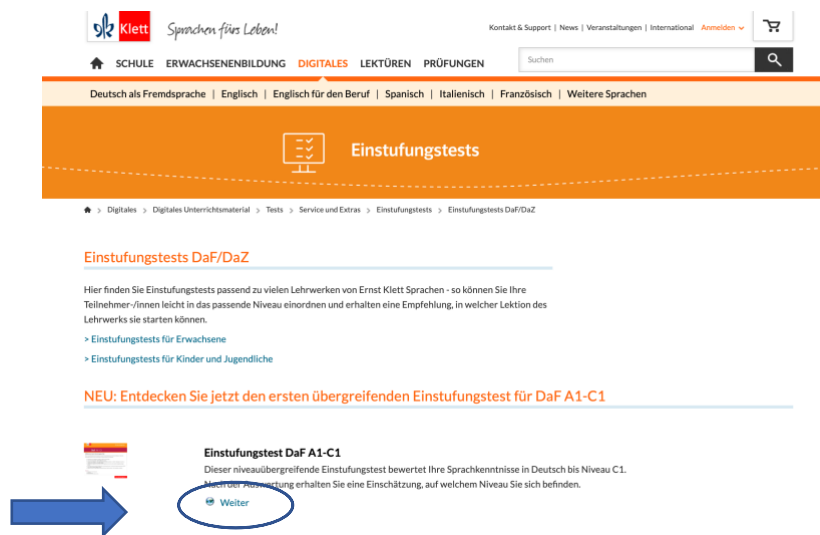 Klett Sprachen fürs Leben!
Kontakt & Support | News | Veranstaltungen | International Anmelden
SCHULE ERWACHSENENBILDUNG DIGITALES LEKTÜREN PRÜFUNGEN
Suchen
Deutsch als Fremdsprache | Englisch | Englisch für den Beruf | Spanisch | Italienisch | Französisch | Weitere Sprachen
Einstufungstests
> Digitales > Digitales Unterrichtsmaterial > Tests > Service und Extras > Einstufungstests > Einstufungstests DaF/DaZ
Einstufungstests DaF/DaZ
Hier finden Sie Einstufungstests passend zu vielen Lehrwerken von Ernst Klett Sprachen - so können Sie Ihre
Teilnehmer-/innen leicht in das passende Niveau einordnen und erhalten eine Empfehlung, in welcher Lektion des
Lehrwerks sie starten können.
> Einstufungstests für Erwachsene
> Einstufungstests für Kinder und Jugendliche
NEU: Entdecken Sie jetzt den ersten übergreifenden Einstufungstest für DaF A1-C1
Einstufungstest DaF A1-C1
Dieser niveauübergreifende Einstufungstest bewertet Ihre Sprachkenntnisse in Deutsch bis Niveau C1.
Nach der Auswertung erhalten Sie eine Einschätzung, auf welchem Niveau Sie sich befinden.
Weiter